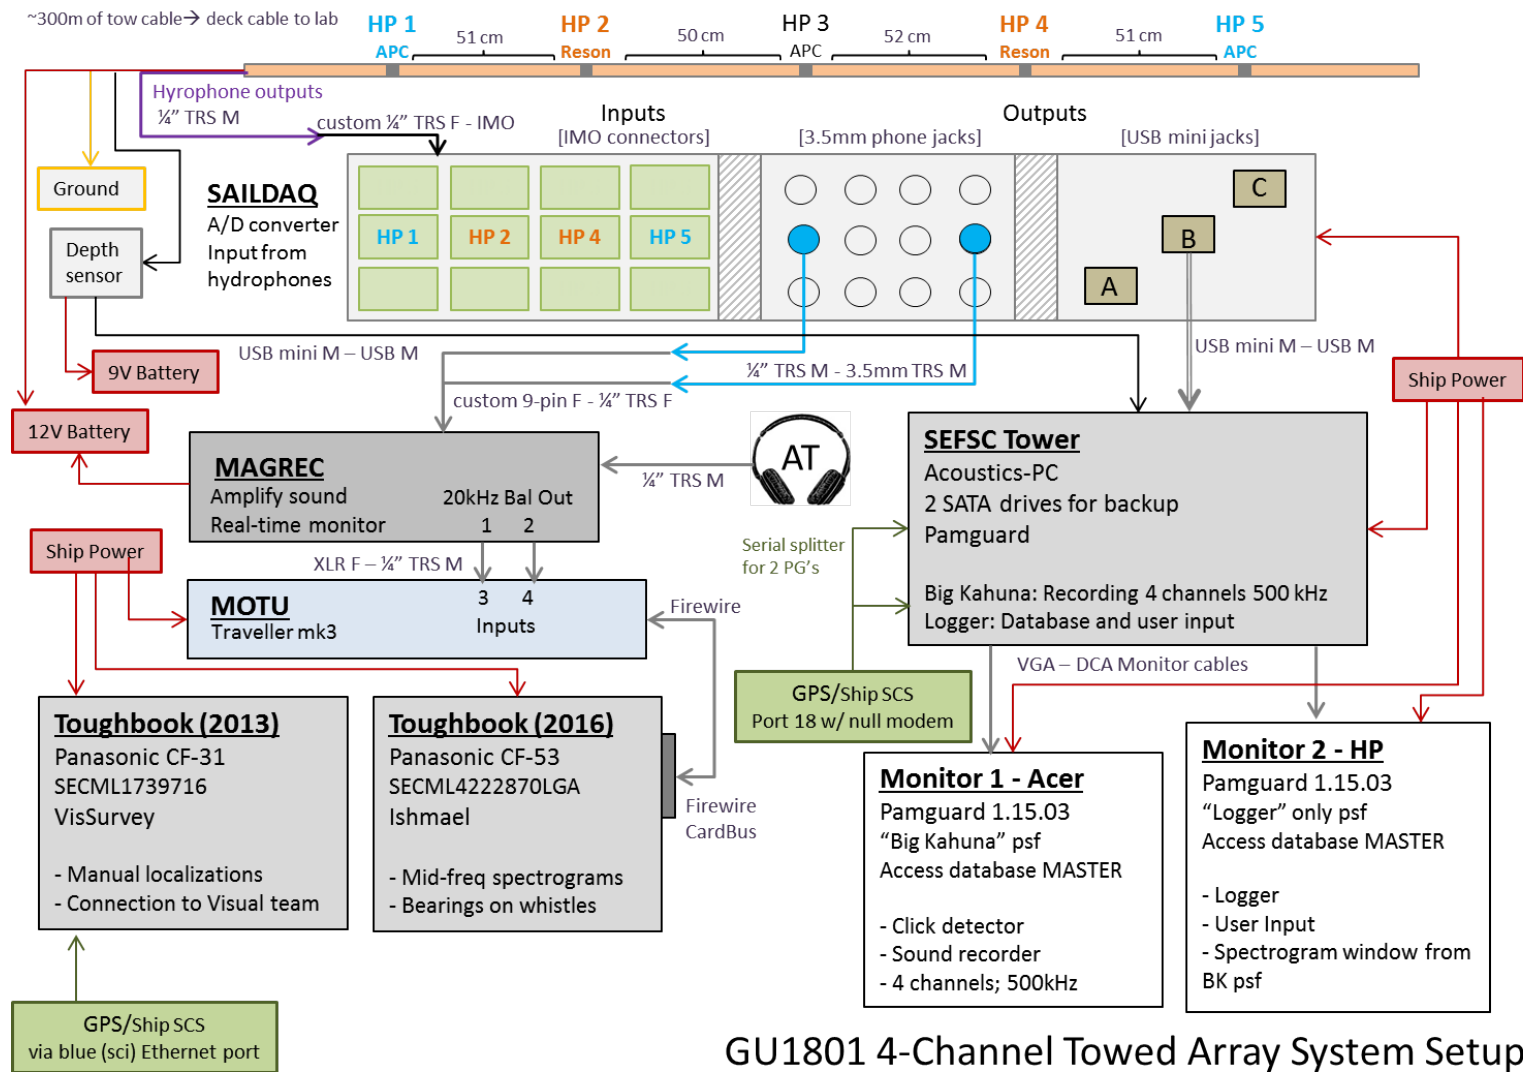 ~300m of tow cable→ deck cable to lab
HP 1
APC
51 cm
HP 2
Reson
50 cm
HP 3
APC
52 cm
HP 4
Reson
51 cm
HP 5
APC
Hyrophone outputs
¼” TRS M
custom ¼” TRS F - IMO
Inputs
[IMO connectors]
Outputs
[3.5mm phone jacks]
[USB mini jacks]
Ground
Depth
sensor
SAILDAQ
A/D converter
Input from
hydrophones
HP 1
HP 2
HP 4
HP 5
C
B
A
USB mini M – USB M
USB mini M – USB M
9V Battery
12V Battery
¼” TRS M - 3.5mm TRS M
custom 9-pin F - ¼” TRS F
Ship Power
MAGREC
Amplify sound
Real-time monitor
20kHz Bal Out
1 2
AT
¼” TRS M
SEFSC Tower
Acoustics-PC
2 SATA drives for backup
Pamguard
Big Kahuna: Recording 4 channels 500 kHz
Logger: Database and user input
Serial splitter
for 2 PG’s
Ship Power
XLR F – ¼” TRS M
MOTU
Traveller mk3
3 4
Inputs
Firewire
VGA – DCA Monitor cables
GPS/Ship SCS
Port 18 w/ null modem
Toughbook (2013)
Panasonic CF-31
SECML1739716
VisSurvey
- Manual localizations
- Connection to Visual team
Toughbook (2016)
Panasonic CF-53
SECML4222870LGA
Ishmael
- Mid-freq spectrograms
- Bearings on whistles
Firewire
CardBus
Monitor 1 - Acer
Pamguard 1.15.03
“Big Kahuna” psf
Access database MASTER
- Click detector
- Sound recorder
- 4 channels; 500kHz
Monitor 2 - HP
Pamguard 1.15.03
“Logger” only psf
Access database MASTER
- Logger
- User Input
- Spectrogram window from
BK psf
GPS/Ship SCS
via blue (sci) Ethernet port
GU1801 4-Channel Towed Array System Setup